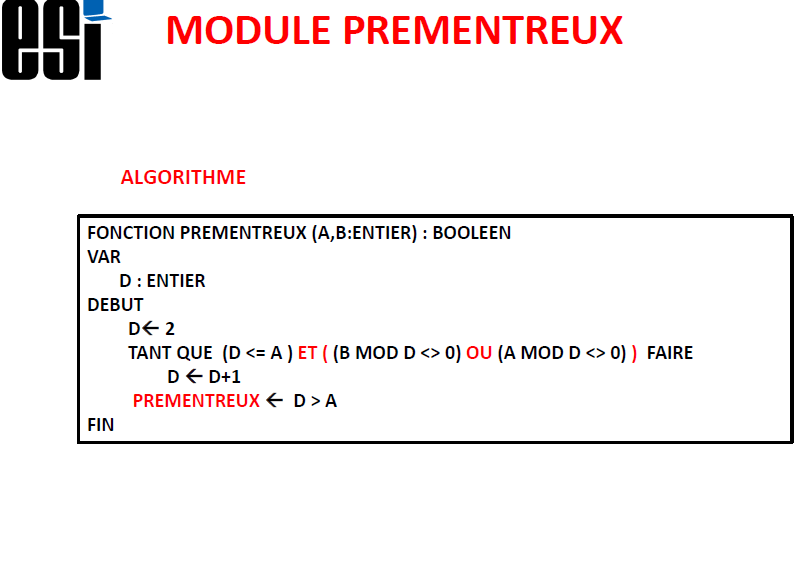 esi
MODULE PREMENTREUX
ALGORITHME
FONCTION PREMENTREUX (A,B:ENTIER) : BOOLEEN
VAR
D : ENTIER
DEBUT
D← 2
TANT QUE (D <= A ) ET ( (B MOD D <> 0) OU (A MOD D <> 0) ) FAIRE
D ← D+1
PREMENTREUX ← D > A
FIN